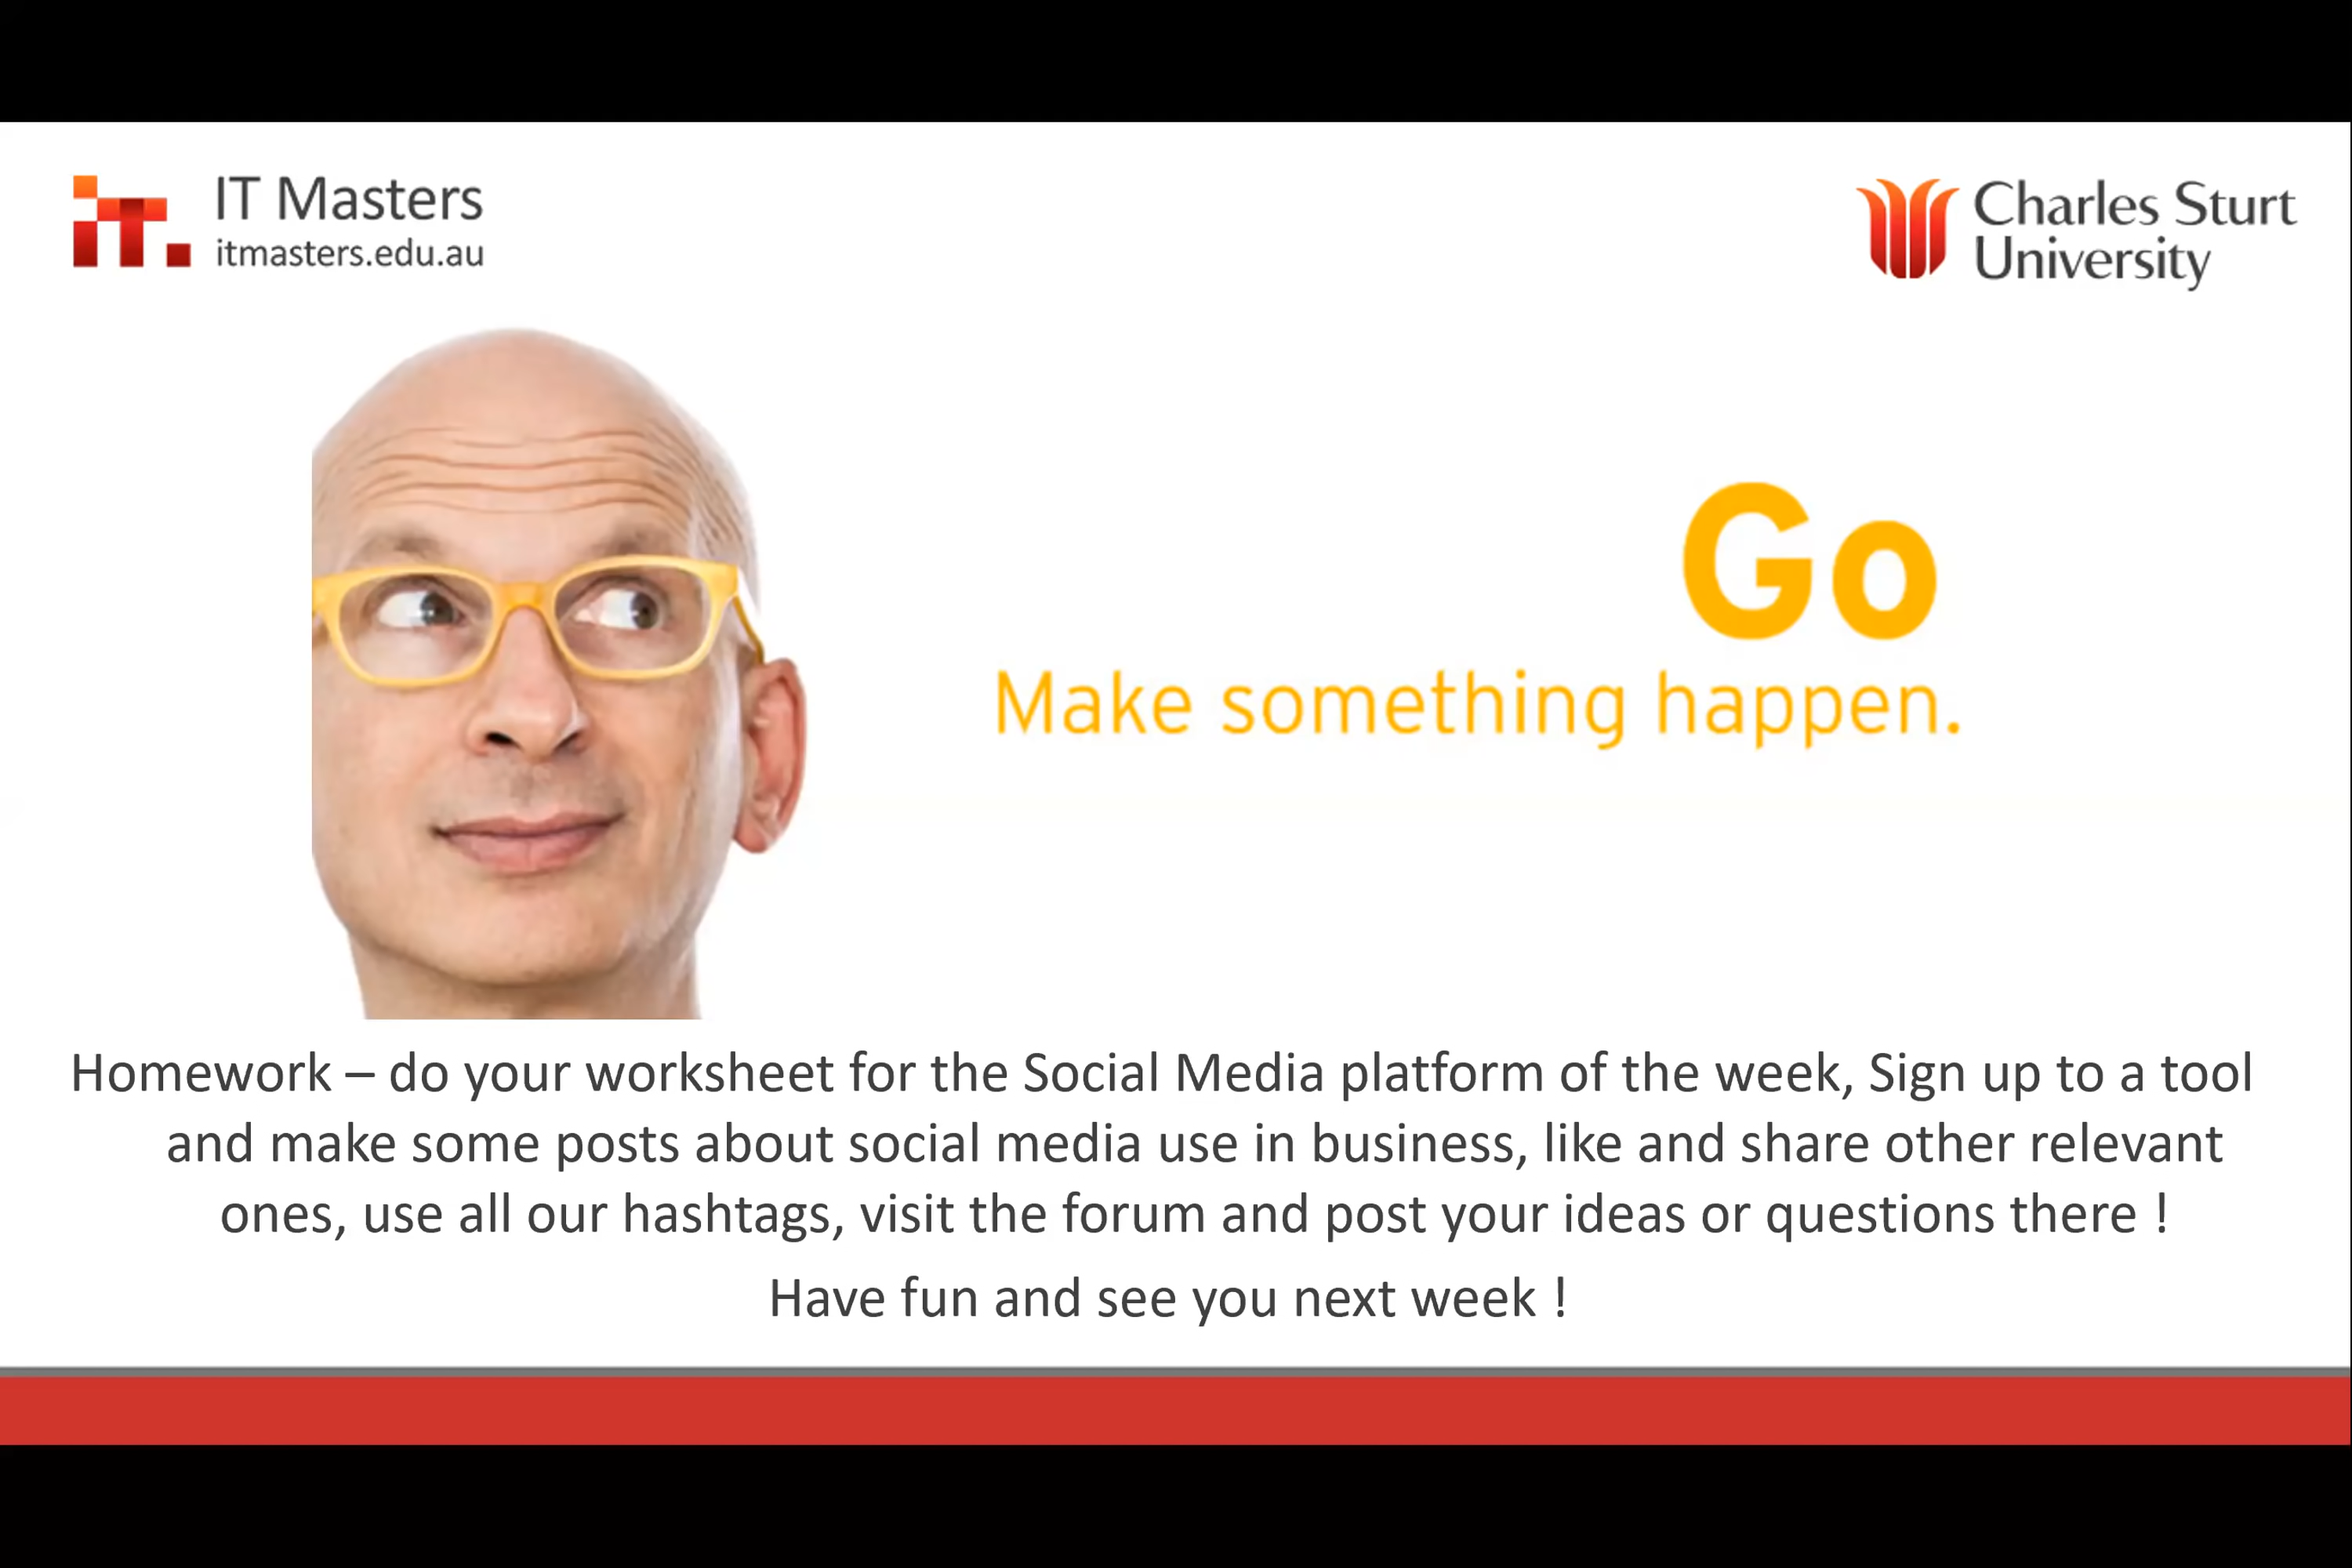 IT Masters
itmasters.edu.au
Charles Sturt
University
Go
Make something happen.
Homework – do your worksheet for the Social Media platform of the week, Sign up to a tool
and make some posts about social media use in business, like and share other relevant
ones, use all our hashtags, visit the forum and post your ideas or questions there !
Have fun and see you next week !